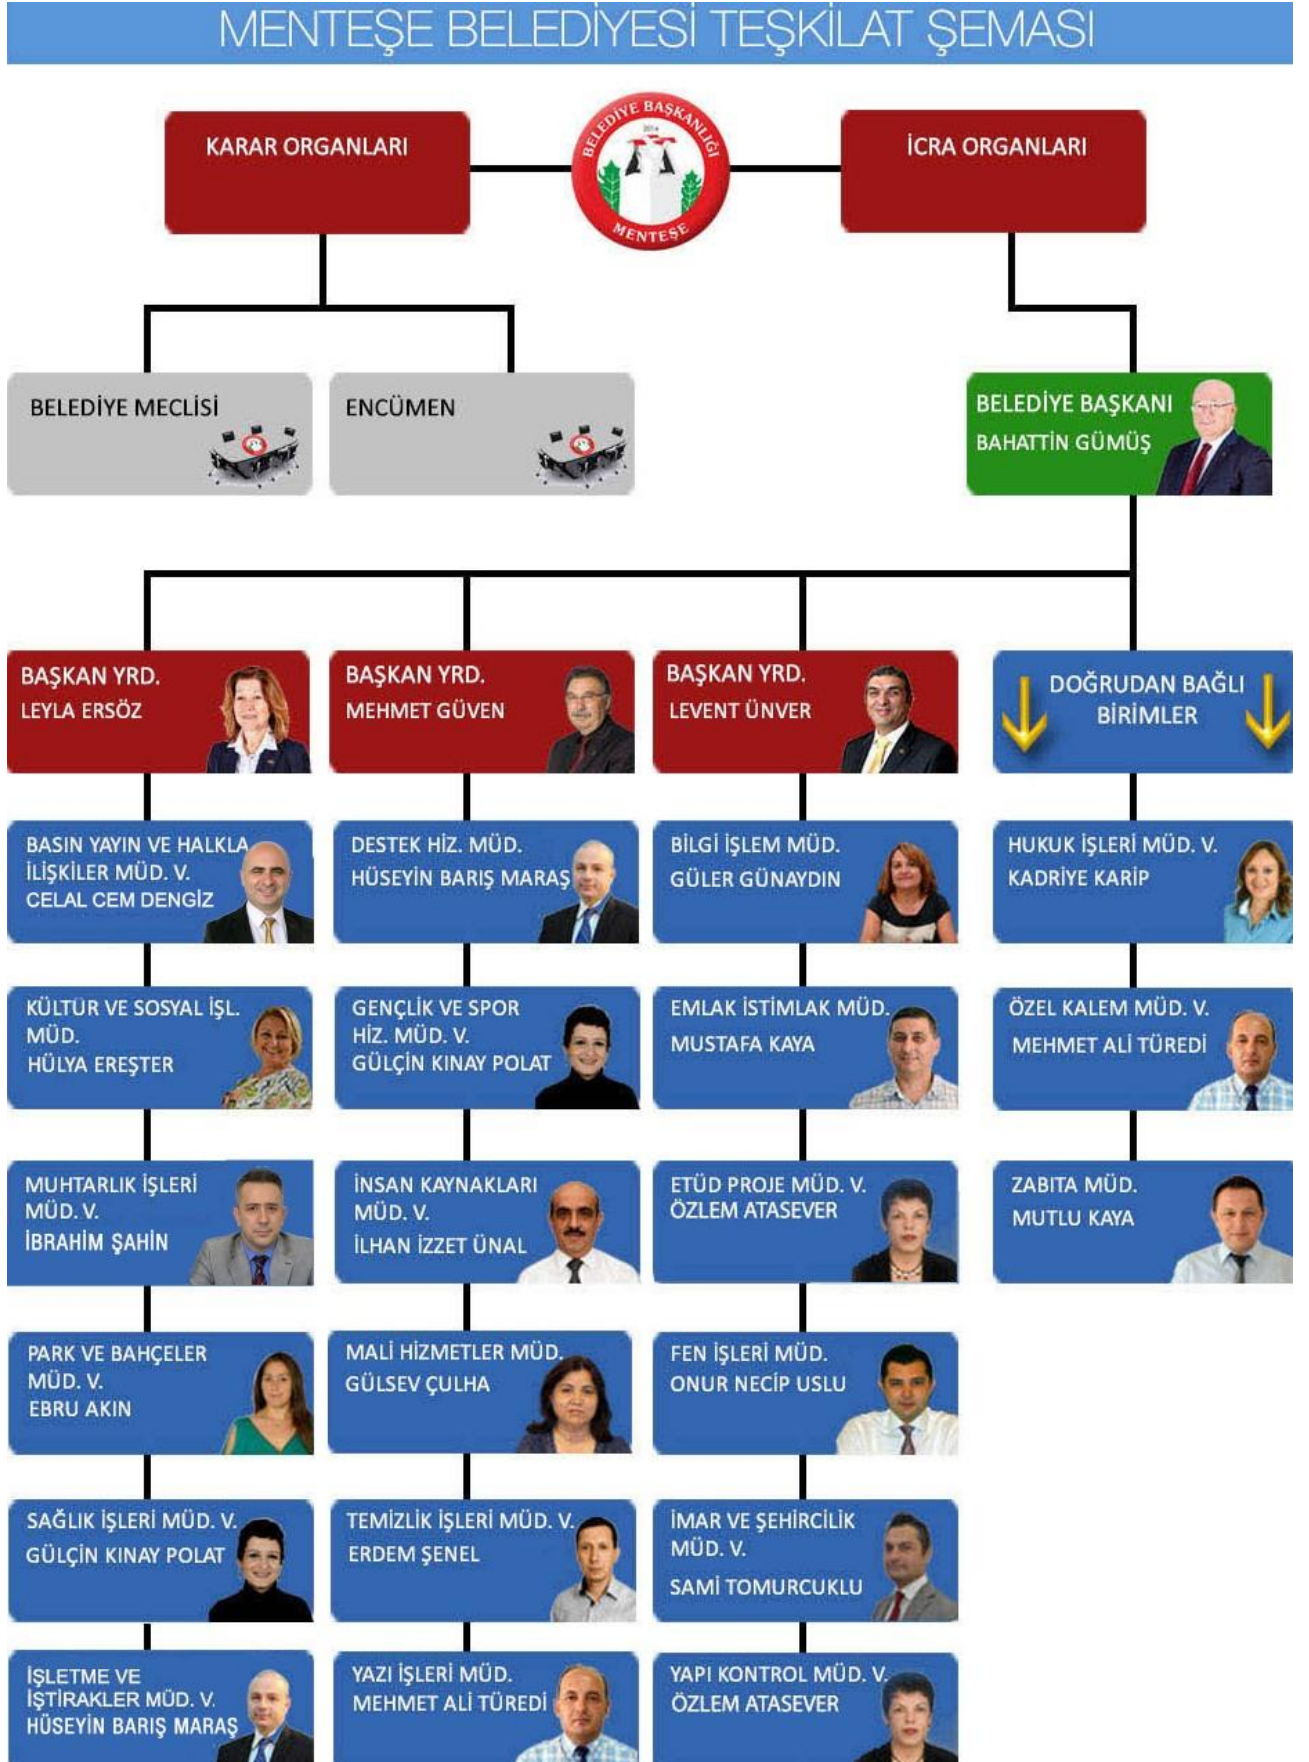 MENTEŞE BELEDİYESİ TEŞKİLAT ŞEMASI
KARAR ORGANLARI
BELEDİYE BAŞKANLIĞI
2014
MENTEŞE
İCRA ORGANLARI
BELEDİYE MECLİSİ
ENCÜMEN
BELEDİYE BAŞKANI
BAHATTİN GÜMÜŞ
BAŞKAN YRD.
LEYLA ERSÖZ
BAŞKAN YRD.
MEHMET GÜVEN
BAŞKAN YRD.
LEVENT ÜNVER
DOĞRUDAN BAĞLI
BİRİMLER
BASIN YAYIN VE HALKLA
İLİŞKİLER MÜD. V.
CELAL CEM DENGİZ
DESTEK HİZ. MÜD.
HÜSEYİN BARIŞ MARAŞ
BİLGİ İŞLEM MÜD.
GÜLER GÜNAYDIN
HUKUK İŞLERİ MÜD. V.
KADRİYE KARİP
KÜLTÜR VE SOSYAL İŞL.
MÜD.
HÜLYA EREŞTER
GENÇLİK VE SPOR
HİZ. MÜD. V.
GÜLÇİN KINAY POLAT
EMLAK İSTİMLAK MÜD.
MUSTAFA KAYA
ÖZEL KALEM MÜD. V.
MEHMET ALİ TÜREDİ
MUHTARLIK İŞLERİ
MÜD. V.
İBRAHİM ŞAHİN
İNSAN KAYNAKLARI
MÜD. V.
İLHAN İZZET ÜNAL
ETÜD PROJE MÜD. V.
ÖZLEM ATASEVER
ZABITA MÜD.
MUTLU KAYA
PARK VE BAHÇELER
MÜD. V.
EBRU AKIN
MALİ HİZMETLER MÜD.
GÜLSEV ÇULHA
FEN İŞLERİ MÜD.
ONUR NECİP USLU
SAĞLIK İŞLERİ MÜD. V.
GÜLÇİN KINAY POLAT
TEMİZLİK İŞLERİ MÜD. V.
ERDEM ŞENEL
İMAR VE ŞEHİRCİLİK
MÜD. V.
SAMİ TOMURCUKLU
İŞLETME VE
İŞTİRAKLER MÜD. V.
HÜSEYİN BARIŞ MARAŞ
YAZI İŞLERİ MÜD.
MEHMET ALİ TÜREDİ
YAPI KONTROL MÜD. V.
ÖZLEM ATASEVER